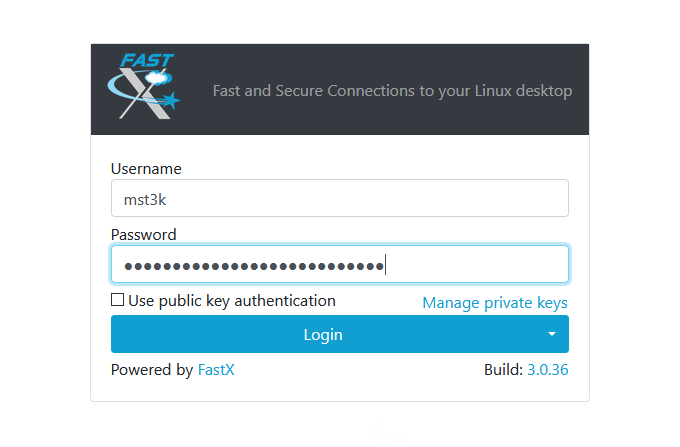 FAST
X
Fast and Secure Connections to your Linux desktop
Username
mst3k
Password
●●●●●●●●●●●●●●●●●●●●●●●●●●●
Use public key authentication
Manage private keys
Login
Powered by FastX
Build: 3.0.36